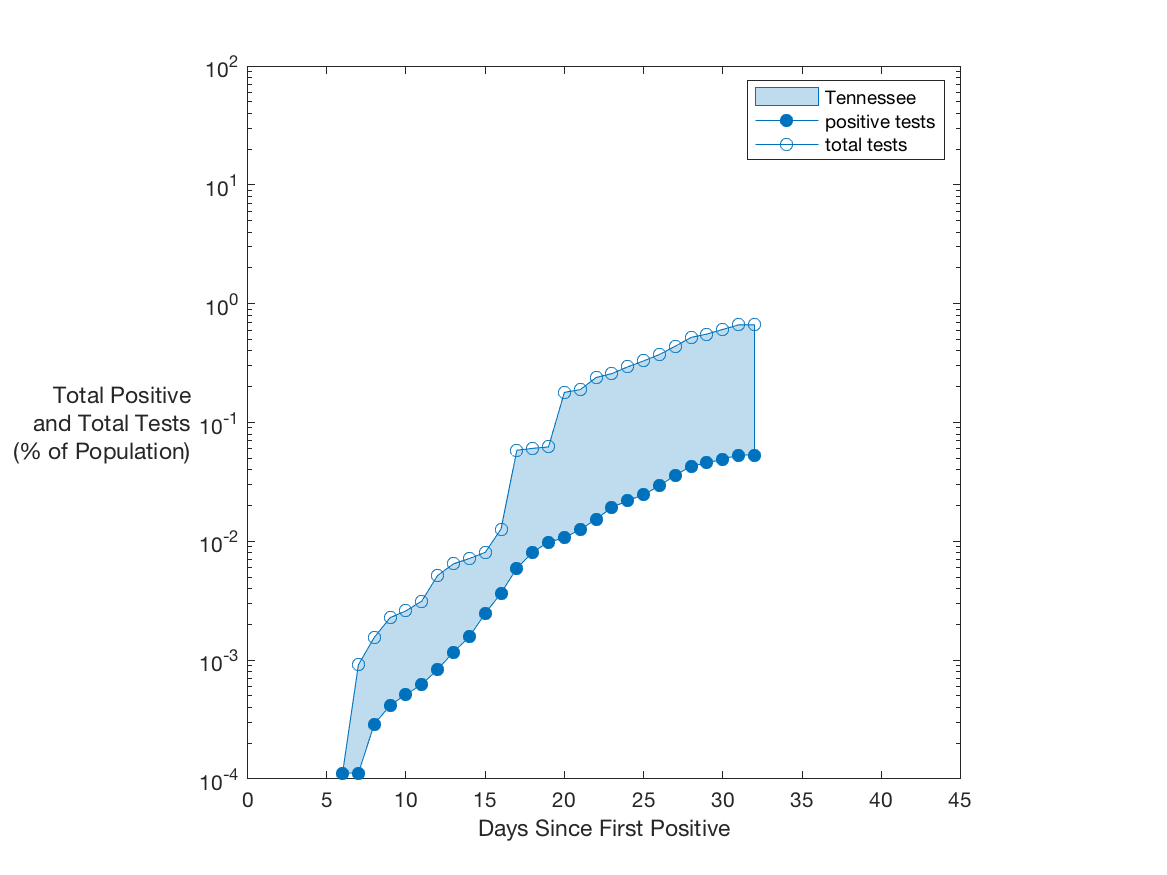 10^2
10^1
10^0
10^-1
10^-2
10^-3
10^-4
Total Positive
and Total Tests
(% of Population)
Tennessee
positive tests
total tests
0 5 10 15 20 25 30 35 40 45
Days Since First Positive